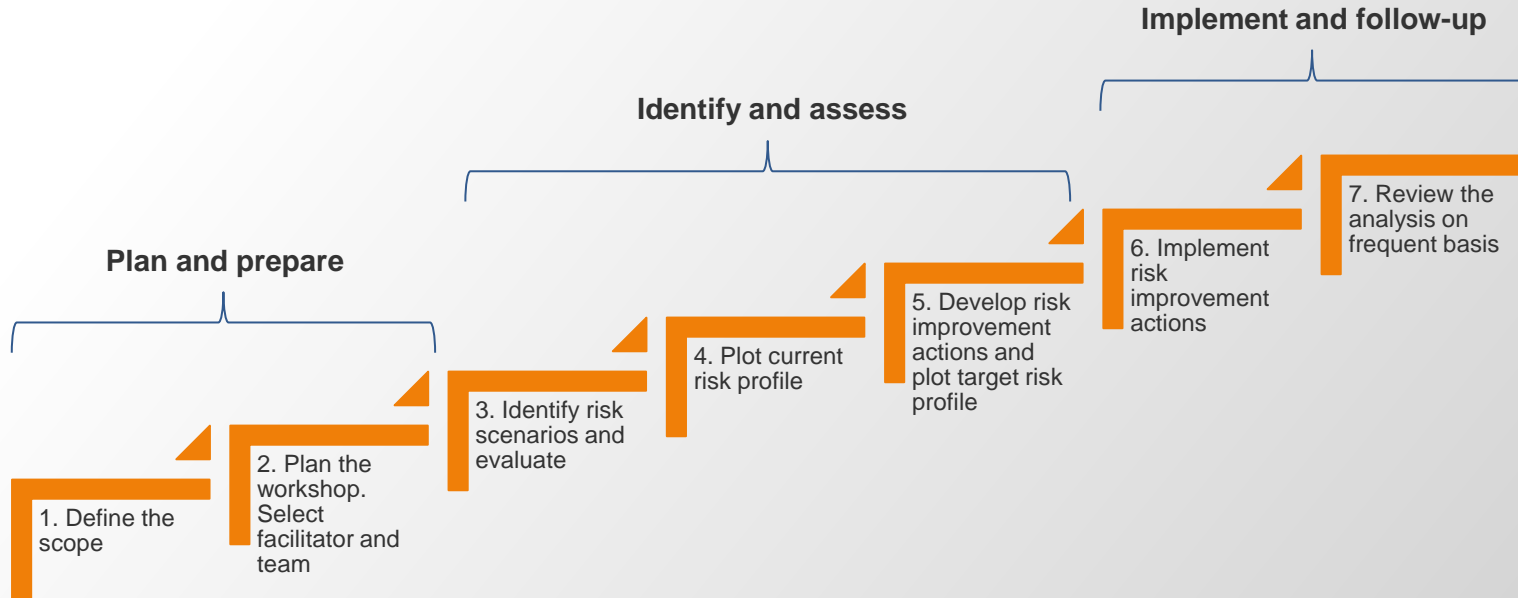 Implement and follow-up
Identify and assess
Plan and prepare
1. Define the
scope
2. Plan the
workshop.
Select
facilitator and
team
3. Identify risk
scenarios and
evaluate
4. Plot current
risk profile
5. Develop risk
improvement
actions and
plot target risk
profile
6. Implement
risk
improvement
actions
7. Review the
analysis on
frequent basis